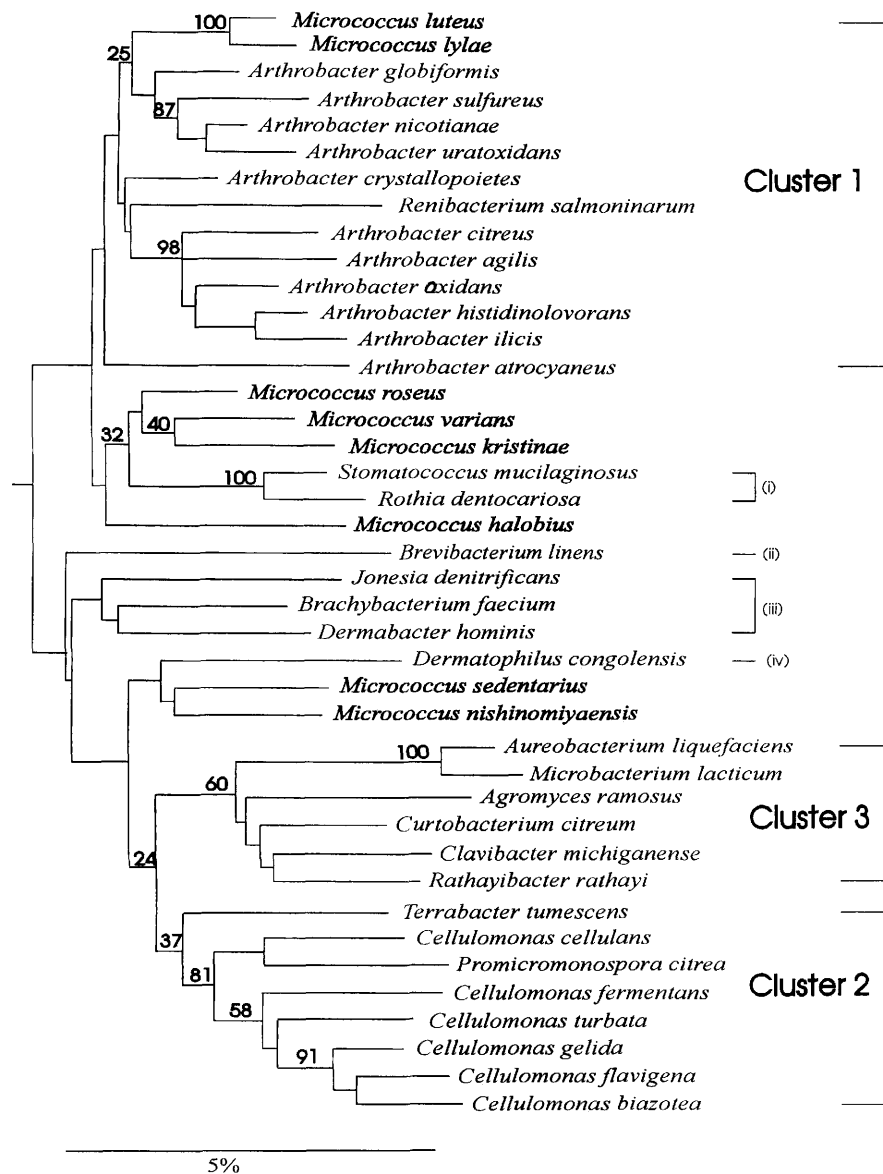 100
Micrococcus luteus
Micrococcus lylae
25
Arthrobacter globiformis
87
Arthrobacter sulfureus
Arthrobacter nicotianae
Arthrobacter uratoxidans
Arthrobacter crystallopoietes
Cluster 1
Renibacterium salmoninarum
98
Arthrobacter citreus
Arthrobacter agilis
Arthrobacter oxidans
Arthrobacter histidinolovorans
Arthrobacter ilicis
Arthrobacter atrocyaneus
Micrococcus roseus
32
40
Micrococcus varians
Micrococcus kristinae
100
Stomatococcus mucilaginosus
(i)
Rothia dentocariosa
Micrococcus halobius
Brevibacterium linens
(ii)
Jonesia denitrificans
Brachybacterium faecium
(iii)
Dermabacter hominis
Dermatophilus congolensis
(iv)
Micrococcus sedentarius
Micrococcus nishinomiyaensis
100
Aureobacterium liquefaciens
Microbacterium lacticum
60
Agromyces ramosus
Curtobacterium citreum
Cluster 3
Clavibacter michiganense
24
Rathayibacter rathayi
Terrabacter tumescens
37
Cellulomonas cellulans
81
Promicromonospora citrea
Cluster 2
Cellulomonas fermentans
58
Cellulomonas turbata
Cellulomonas gelida
91
Cellulomonas flavigena
Cellulomonas biazotea
5%